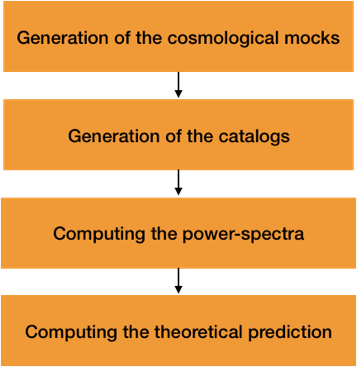 Generation of the cosmological mocks
Generation of the catalogs
Computing the power-spectra
Computing the theoretical prediction